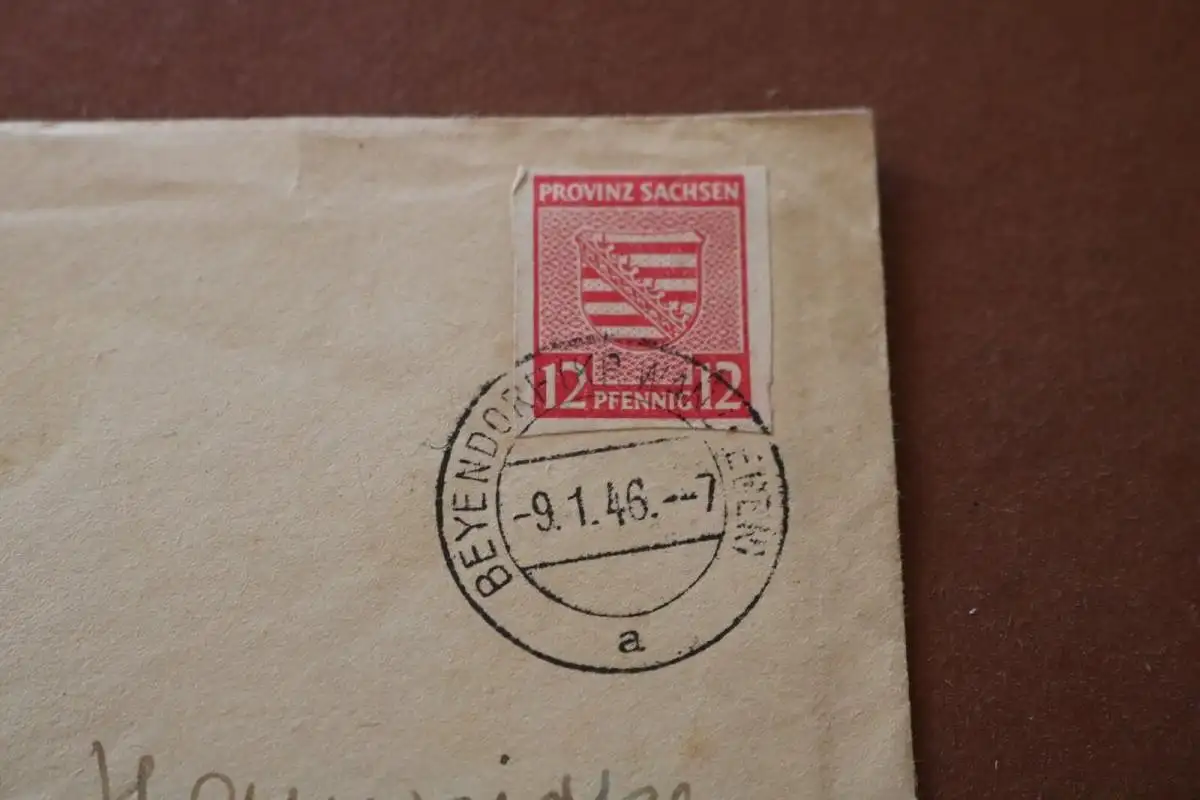 PROVINZ SACHSEN
12 PFENNIG 12
BEYENDORF
-9.1.46.--7
a